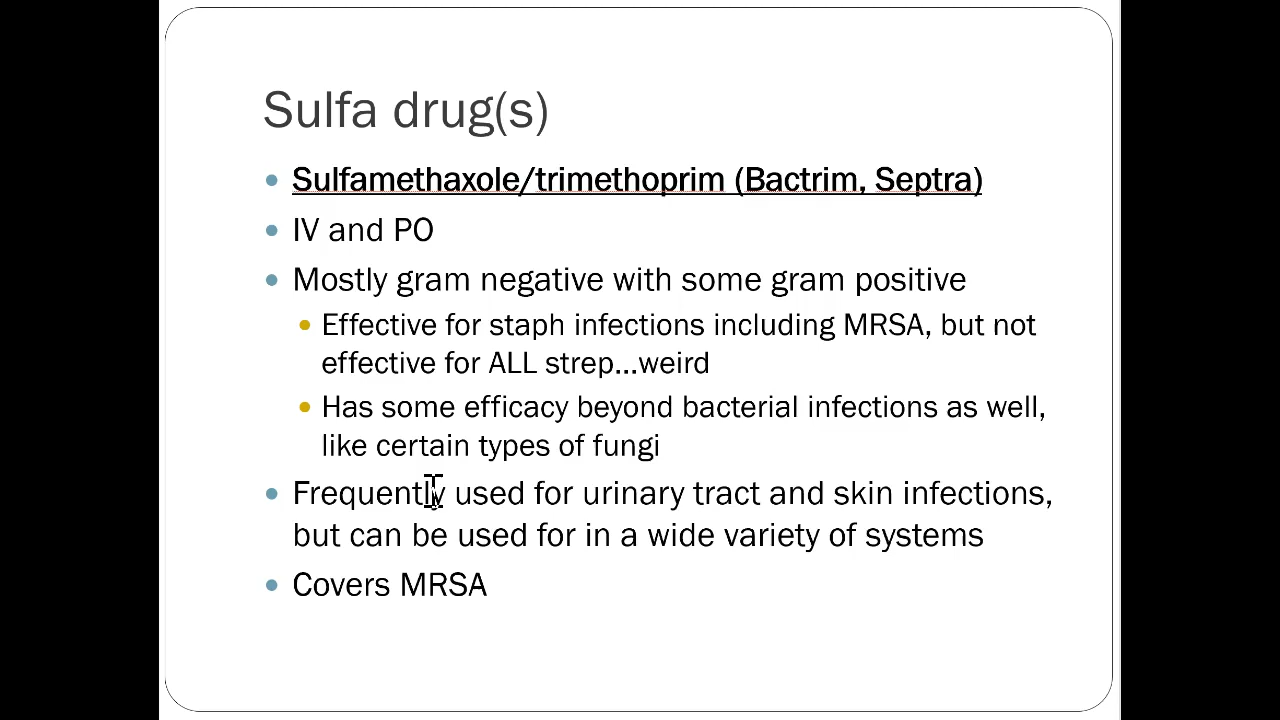 Sulfa drug(s)
Sulfamethaxole/trimethoprim (Bactrim, Septra)
IV and PO
Mostly gram negative with some gram positive
Effective for staph infections including MRSA, but not
effective for ALL strep...weird
Has some efficacy beyond bacterial infections as well,
like certain types of fungi
Frequently used for urinary tract and skin infections,
but can be used for in a wide variety of systems
Covers MRSA